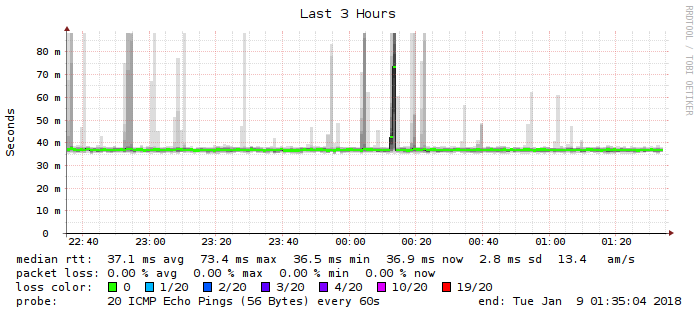 Last 3 Hours
RRDTOOL / TOBI OETIKER
Seconds
80 m
70 m
60 m
50 m
40 m
30 m
20 m
10 m
0
22:40 23:00 23:20 23:40 00:00 00:20 00:40 01:00 01:20
median rtt: 37.1 ms avg 73.4 ms max 36.5 ms min 36.9 ms now 2.8 ms sd 13.4 am/s
packet loss: 0.00 % avg 0.00 % max 0.00 % min 0.00 % now
loss color: 0 1/20 2/20 3/20 4/20 10/20 19/20
probe: 20 ICMP Echo Pings (56 Bytes) every 60s end: Tue Jan 9 01:35:04 2018